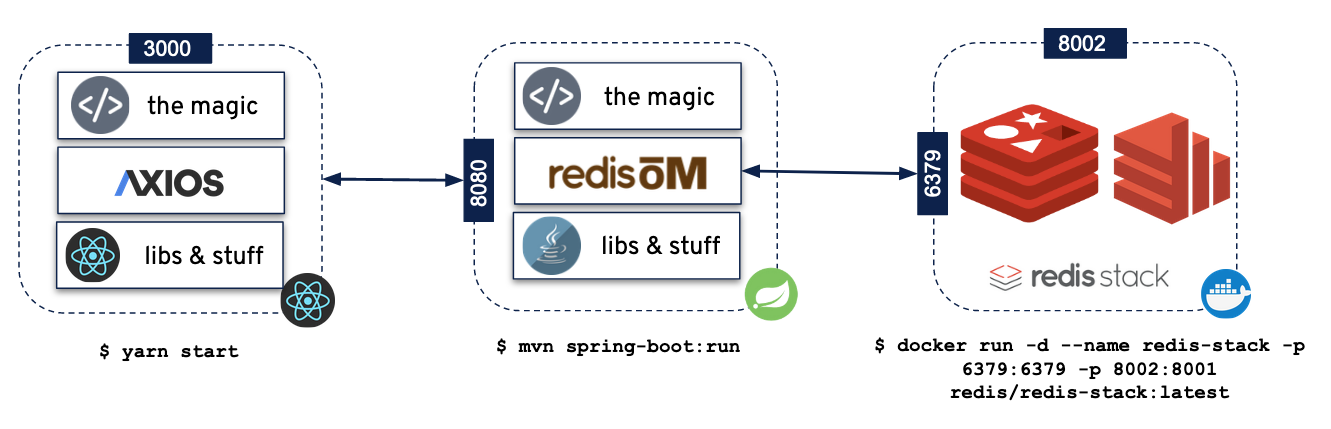 3000
</> the magic
AXIOS
libs & stuff
$ yarn start
8080
</> the magic
redis ōM
libs & stuff
$ mvn spring-boot:run
8002
6379
redis stack
$ docker run -d --name redis-stack -p
6379:6379 -p 8002:8001
redis/redis-stack:latest